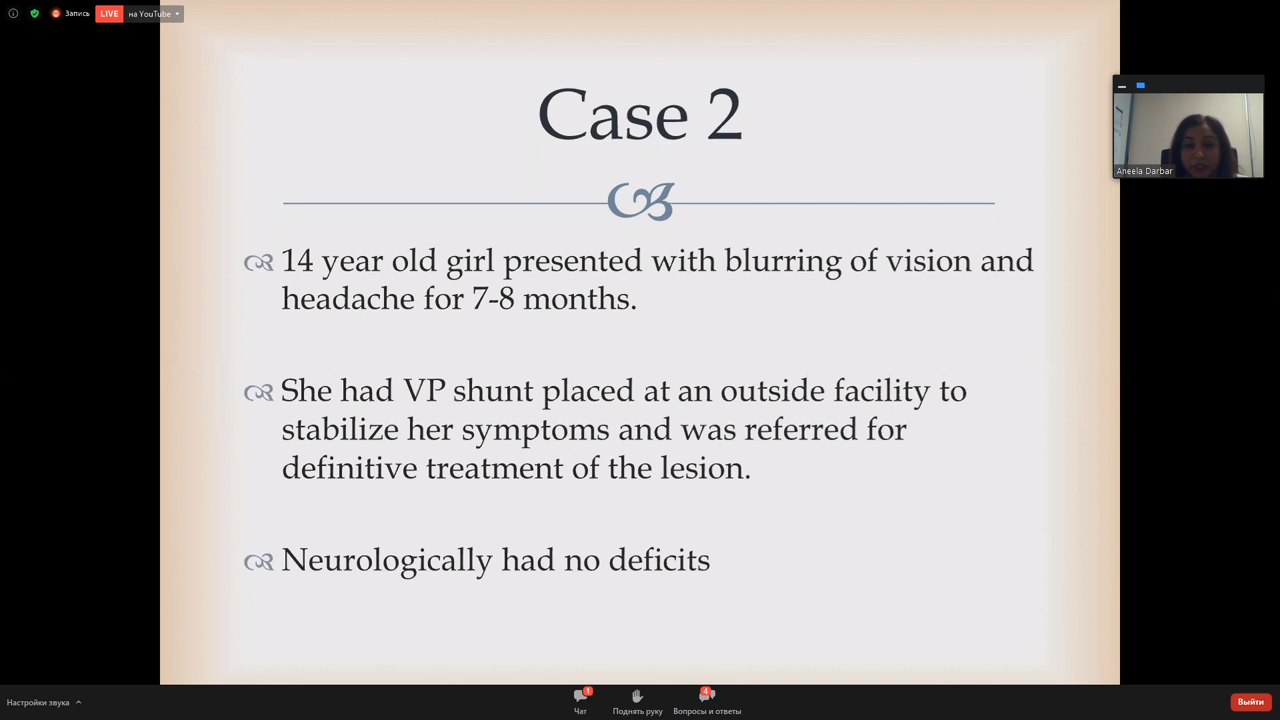 Запись
LIVE
на YouTube
Case 2
14 year old girl presented with blurring of vision and
headache for 7-8 months.
She had VP shunt placed at an outside facility to
stabilize her symptoms and was referred for
definitive treatment of the lesion.
Neurologically had no deficits
Aneela Darbar
Настройки звука
1
Чат
Поднять руку
4
Вопросы и ответы
Выйти